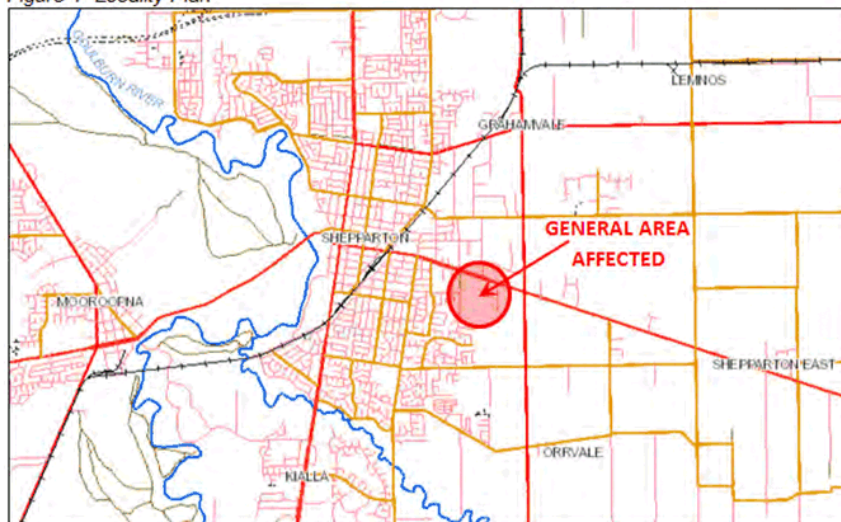 Figure 1 Locality Plan
GOULBURN RIVER
LEMNOS
GRAHAMVALE
GENERAL AREA
AFFECTED
SHEPPARTON
MOOROOPNA
SHEPPARTON EAST
ORRVALE
KIALLA